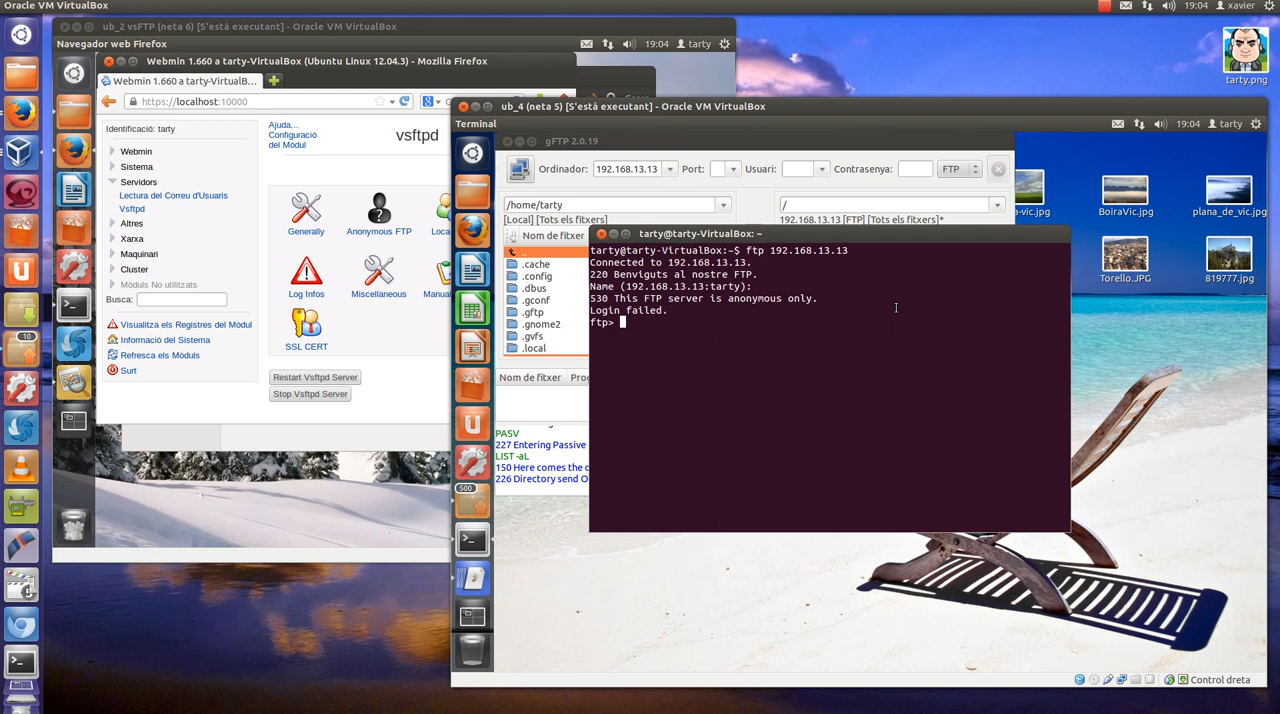 Oracle VM VirtualBox
19:04
xavier
ub_2 vsFTP (neta 6) [S'està executant] - Oracle VM VirtualBox
Navegador web Firefox
19:04
tarty
Webmin 1.660 a tarty-VirtualBox (Ubuntu Linux 12.04.3) - Mozilla Firefox
Webmin 1.660 a tarty-VirtualB...
https://localhost:10000
Identificació: tarty
Webmin
Sistema
Servidors
Lectura del Correu d'Usuaris
Vsftpd
Altres
Xarxa
Maquinari
Cluster
Mòduls No utilitzats
Busca:
Visualitza els Registres del Mòdul
Informació del Sistema
Refresca els Mòduls
Surt
Ajuda...
Configuració
del Mòdul
vsftpd
Generally
Anonymous FTP
Loca
Log Infos
Miscellaneous
Manua
SSL CERT
Restart Vsftpd Server
Stop Vsftpd Server
ub_4 (neta 5) [S'està executant] - Oracle VM VirtualBox
Terminal
19:04
tarty
gFTP 2.0.19
Ordinador:
192.168.13.13
Port:
Usuari:
Contrasenya:
FTP
/home/tarty
[Local] [Tots els fitxers]
/
192.168.13.13 [FTP] [Tots els fitxers]*
Nom de fitxer
..
.cache
.config
.dbus
.gconf
.gftp
.gnome2
.gvfs
.local
Nom de fitxer
Prog
PASV
227 Entering Passive
LIST -aL
150 Here comes the d
226 Directory send O
tarty@tarty-VirtualBox: ~
tarty@tarty-VirtualBox:~$ ftp 192.168.13.13
Connected to 192.168.13.13.
220 Benviguts al nostre FTP.
Name (192.168.13.13:tarty):
530 This FTP server is anonymous only.
Login failed.
ftp>
tarty.png
a-vic.jpg
BoiraVic.jpg
plana_de_vic.jpg
Torello.JPG
819777.jpg
10
500
Control dreta